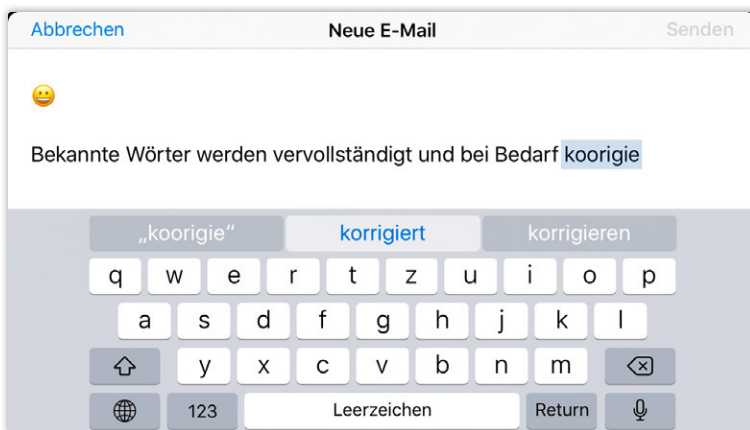 Abbrechen Neue E-Mail Senden
😀
Bekannte Wörter werden vervollständigt und bei Bedarf koorigie
„koorigie“ korrigiert korrigieren
q w e r t z u i o p
a s d f g h j k l
y x c v b n m
123 Leerzeichen Return